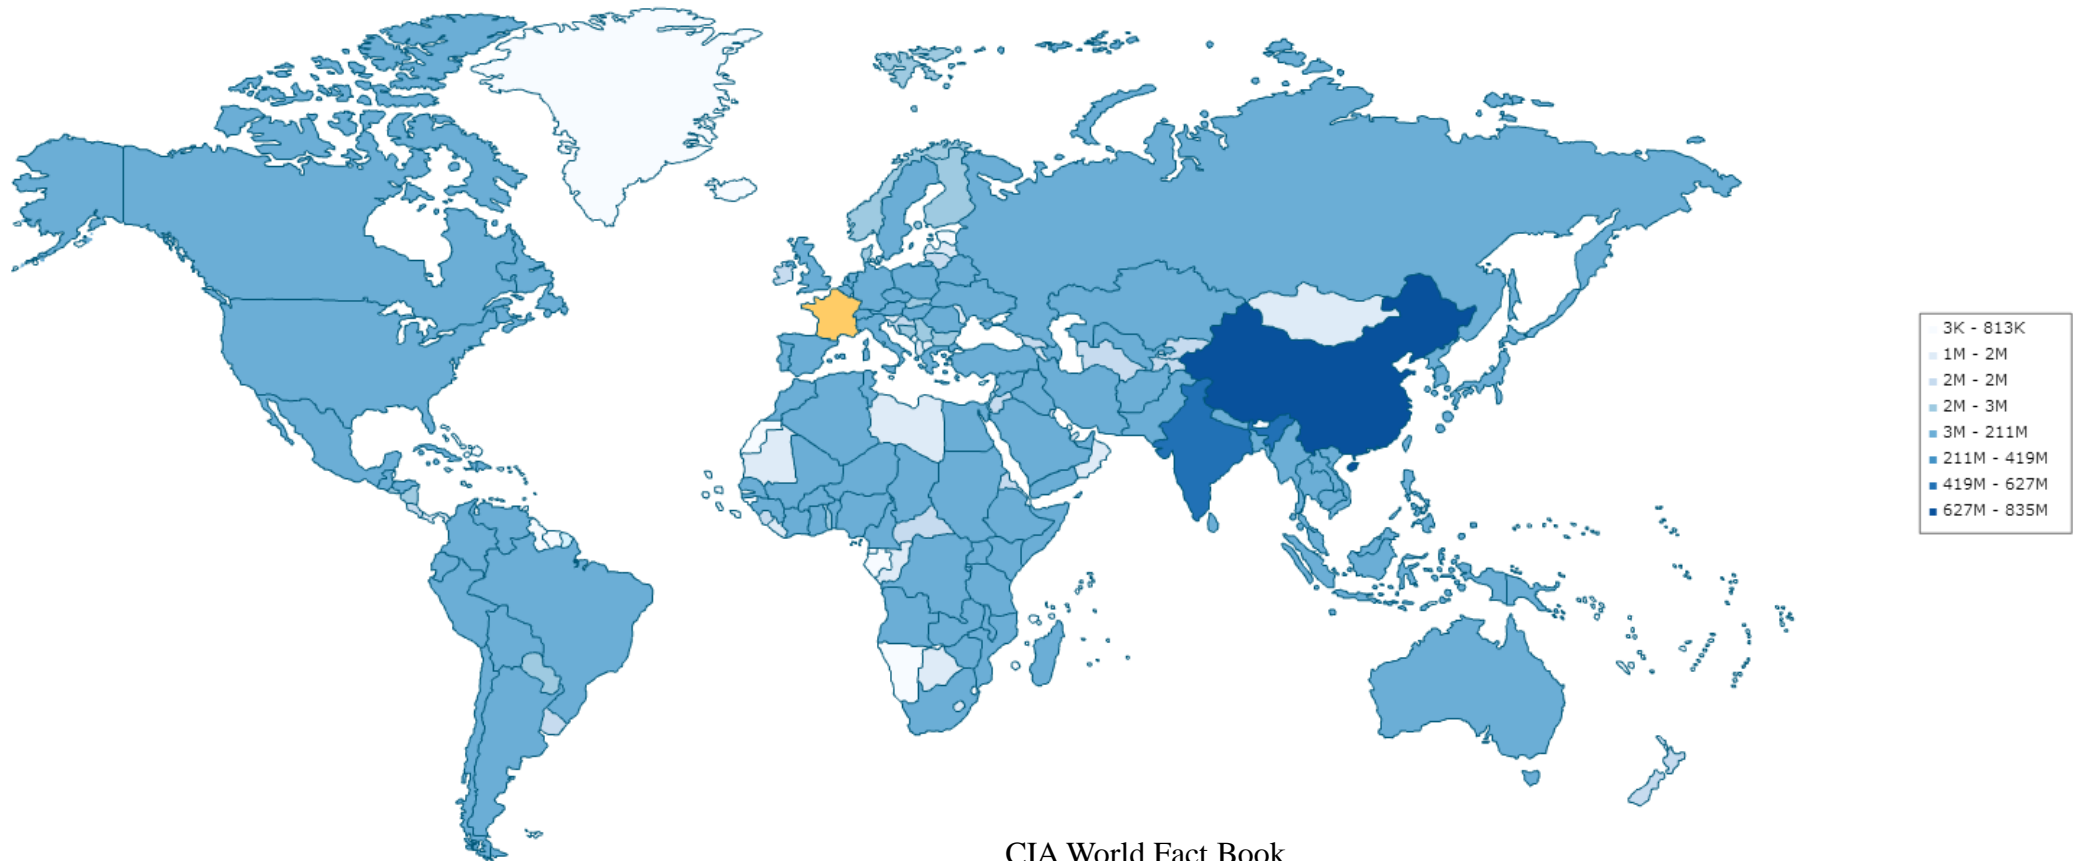 3K - 813K
1M - 2M
2M - 2M
2M - 3M
3M - 211M
211M - 419M
419M - 627M
627M - 835M
CIA World Fact Book